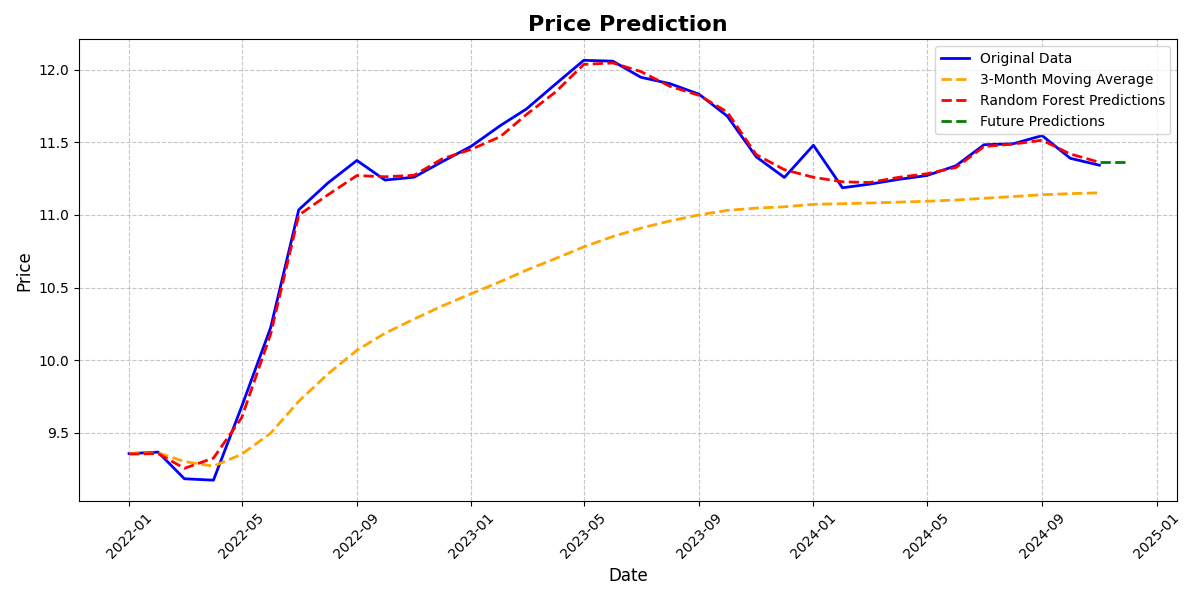 Price Prediction
Original Data
3-Month Moving Average
Random Forest Predictions
Future Predictions
Price
12.0
11.5
11.0
10.5
10.0
9.5
2022-01
2022-05
2022-09
2023-01
2023-05
2023-09
2024-01
2024-05
2024-09
2025-01
Date